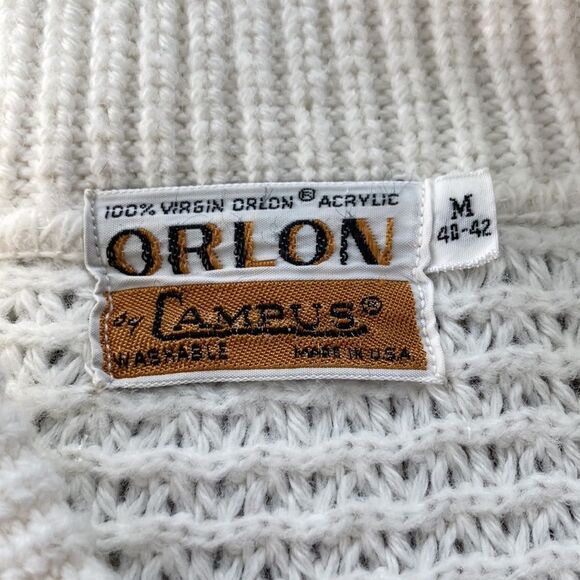 100% VIRGIN ORLON® ACRYLIC
ORLON
by CAMPUS®
WASHABLE MADE IN U.S.A
M
40-42